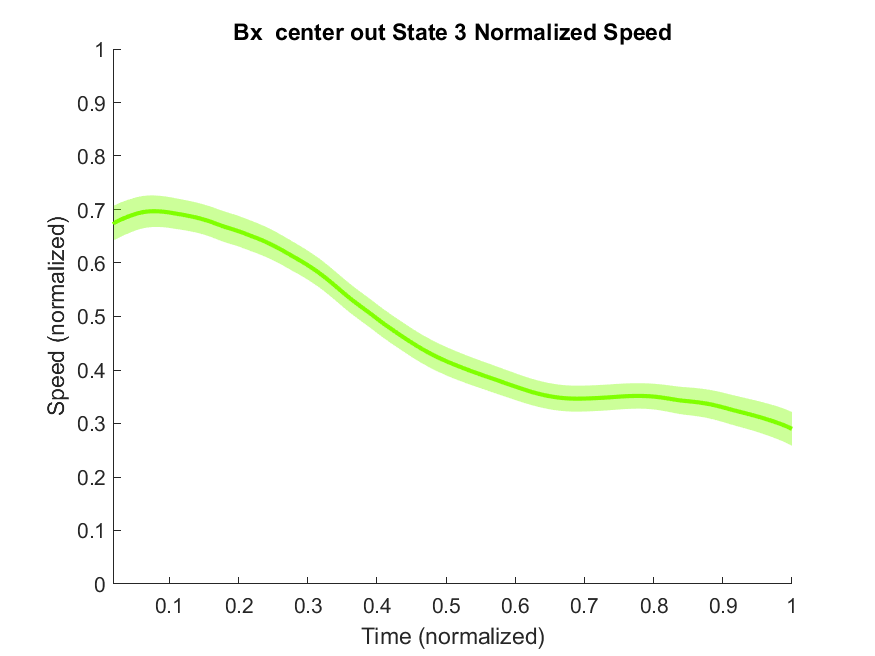 Bx  center out State 3 Normalized Speed
1
0.9
0.8
0.7
0.6
0.5
0.4
0.3
0.2
0.1
0
Speed (normalized)
0.1 0.2 0.3 0.4 0.5 0.6 0.7 0.8 0.9 1
Time (normalized)